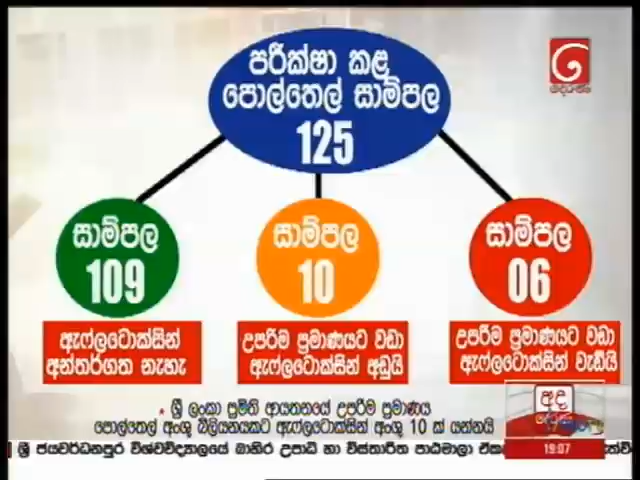 පරීක්ෂා කළ
පොල්තෙල් සාම්පල
125
දෙරණ
සාම්පල
109
සාම්පල
10
සාම්පල
06
ඇෆ්ලටොක්සින්
අන්තර්ගත නැහැ
උපරිම ප්‍රමාණයට වඩා
ඇෆ්ලටොක්සින් අඩුයි
උපරිම ප්‍රමාණයට වඩා
ඇෆ්ලටොක්සින් වැඩියි
ශ්‍රී ලංකා ප්‍රමිති ආයතනයේ උපරිම ප්‍රමාණය
පොල්තෙල් අංශු බිලියනයකට ඇෆ්ලටොක්සින් අංශු 10 ක් යන්නයි
අද
19:07
ශ්‍රී ජයවර්ධනපුර විශ්වවිද්‍යාලයේ බාහිර උපාධි හා විස්තාරිත පාඨමාලා